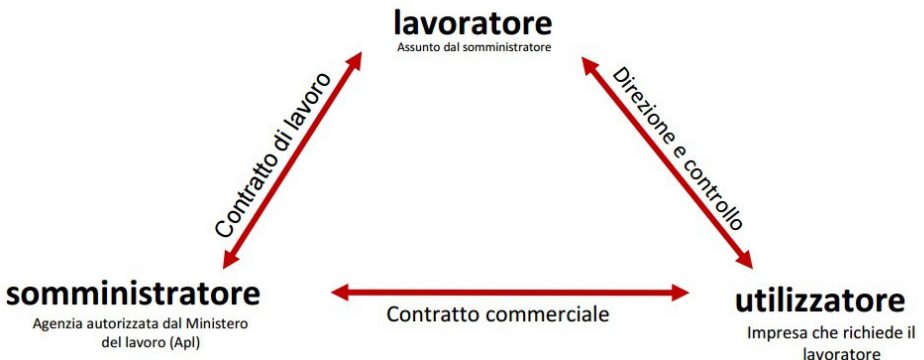 lavoratore
Assunto dal somministratore
Contratto di lavoro
Direzione e controllo
somministratore
Agenzia autorizzata dal Ministero
del lavoro (Apl)
Contratto commerciale
utilizzatore
Impresa che richiede il
lavoratore